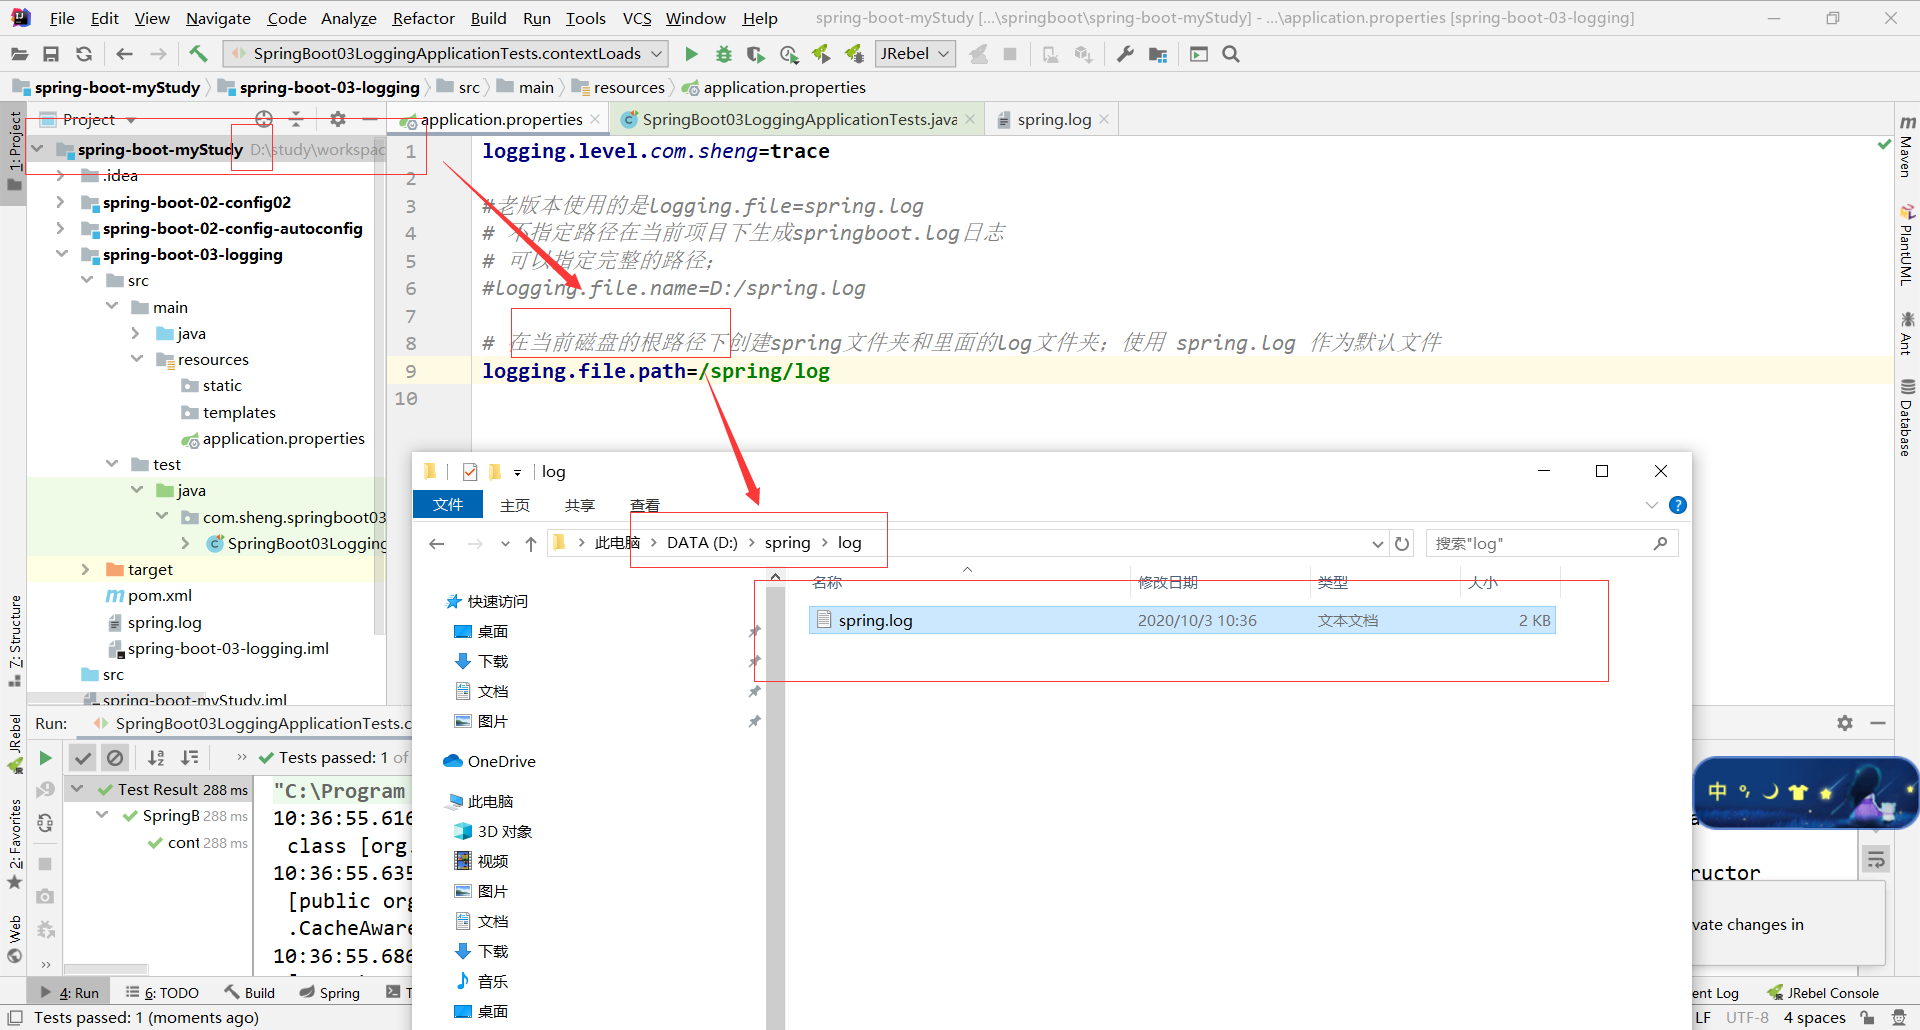 File Edit View Navigate Code Analyze Refactor Build Run Tools VCS Window Help spring-boot-myStudy [...\springboot\spring-boot-myStudy] - ...\application.properties [spring-boot-03-logging]
SpringBoot03LoggingApplicationTests.contextLoads JRebel
spring-boot-myStudy spring-boot-03-logging src main resources application.properties
Project application.properties SpringBoot03LoggingApplicationTests.java spring.log
1: Project
spring-boot-myStudy D:\study\workspac
.idea
spring-boot-02-config02
spring-boot-02-config-autoconfig
spring-boot-03-logging
src
main
java
resources
static
templates
application.properties
test
java
com.sheng.springboot03
SpringBoot03Logging
target
pom.xml
spring.log
spring-boot-03-logging.iml
src
spring-boot-myStudy.iml
1 logging.level.com.sheng=trace
2
3 #老版本使用的是logging.file=spring.log
4 # 不指定路径在当前项目下生成springboot.log日志
5 # 可以指定完整的路径；
6 #logging.file.name=D:/spring.log
7
8 # 在当前磁盘的根路径下创建spring文件夹和里面的log文件夹；使用 spring.log 作为默认文件
9 logging.file.path=/spring/log
10
m Maven
PlantUML
Ant
Database
log
文件 主页 共享 查看
此电脑 DATA (D:) spring log 搜索"log"
名称 修改日期 类型 大小
spring.log 2020/10/3 10:36 文本文档 2 KB
快速访问
桌面
下载
文档
图片
OneDrive
此电脑
3D 对象
视频
图片
文档
下载
音乐
桌面
7: Structure
JRebel
2: Favorites
Web
Run: SpringBoot03LoggingApplicationTests.c
Tests passed: 1 of
Test Result 288 ms
SpringB 288 ms
cont 288 ms
"C:\Program
10:36:55.616
class [org.
10:36:55.635
[public org
.CacheAware
10:36:55.686
中
ructor
vate changes in
4: Run 6: TODO Build Spring T ent Log JRebel Console
Tests passed: 1 (moments ago) LF UTF-8 4 spaces